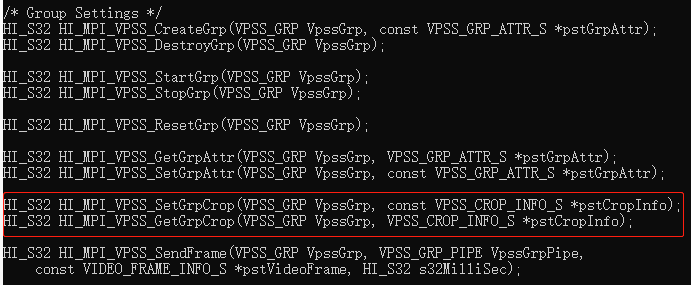 /* Group Settings */
HI_S32 HI_MPI_VPSS_CreateGrp(VPSS_GRP VpssGrp, const VPSS_GRP_ATTR_S *pstGrpAttr);
HI_S32 HI_MPI_VPSS_DestroyGrp(VPSS_GRP VpssGrp);
HI_S32 HI_MPI_VPSS_StartGrp(VPSS_GRP VpssGrp);
HI_S32 HI_MPI_VPSS_StopGrp(VPSS_GRP VpssGrp);
HI_S32 HI_MPI_VPSS_ResetGrp(VPSS_GRP VpssGrp);
HI_S32 HI_MPI_VPSS_GetGrpAttr(VPSS_GRP VpssGrp, VPSS_GRP_ATTR_S *pstGrpAttr);
HI_S32 HI_MPI_VPSS_SetGrpAttr(VPSS_GRP VpssGrp, const VPSS_GRP_ATTR_S *pstGrpAttr);
HI_S32 HI_MPI_VPSS_SetGrpCrop(VPSS_GRP VpssGrp, const VPSS_CROP_INFO_S *pstCropInfo);
HI_S32 HI_MPI_VPSS_GetGrpCrop(VPSS_GRP VpssGrp, VPSS_CROP_INFO_S *pstCropInfo);
HI_S32 HI_MPI_VPSS_SendFrame(VPSS_GRP VpssGrp, VPSS_GRP_PIPE VpssGrpPipe,
const VIDEO_FRAME_INFO_S *pstVideoFrame, HI_S32 s32MilliSec);